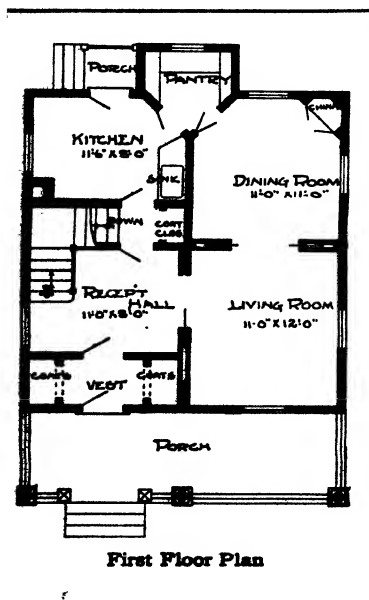 PORCH
PANTRY
CHINA
KITCHEN
11'-6" X 8'-0"
SINK
DINING ROOM
11'-0" X 11'-0"
DOWN
COAT
CLOS
RECEPT
HALL
11'-0" X 8'-0"
LIVING ROOM
11'-0" X 12'-0"
COATS
VEST
COATS
PORCH
First Floor Plan